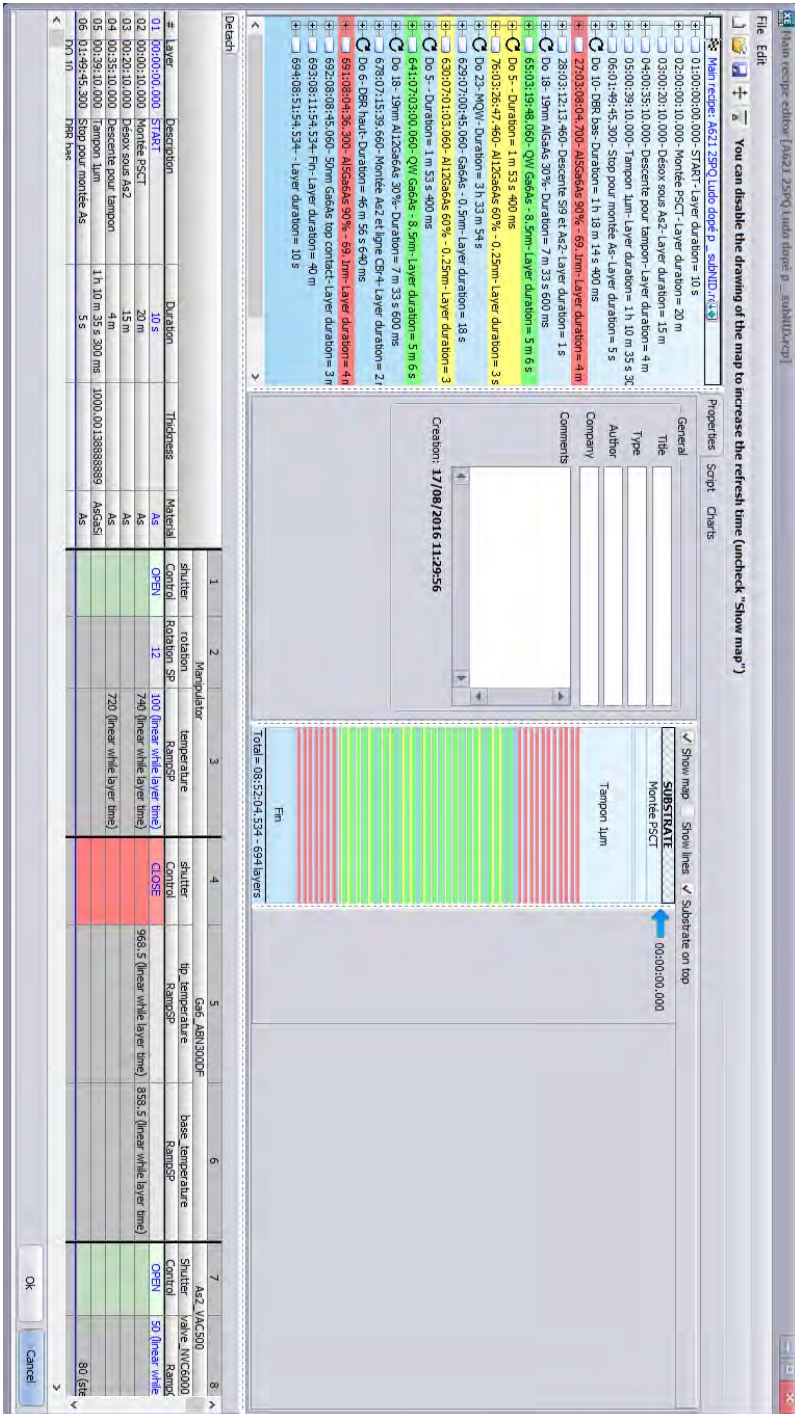 Main recipe editor [A621 25PQ Ludo dopé p _ subNID.rcp]
File Edit
You can disable the drawing of the map to increase the refresh time (uncheck "Show map")
Main recipe: A621 25PQ Ludo dopé p _ subNID.rc
01:00:00:00.000 -START- Layer duration= 10 s
02:00:00:10.000 -Montée PSCT- Layer duration= 20 m
03:00:20:10.000 -Désox sous As2- Layer duration= 15 m
04:00:35:10.000 -Descente pour tampon- Layer duration= 4 m
05:00:39:10.000 -Tampon 1µm- Layer duration= 1 h 10 m 35 s 30
06:01:49:45.300 -Stop pour montée As- Layer duration= 5 s
Do 10- DBR bas- Duration= 1 h 18 m 14 s 400 ms
27:03:08:04.700 -Al5Ga6As 90% - 69.1nm- Layer duration= 4 m
28:03:12:13.460 -Descente Si9 et As2- Layer duration= 1 s
Do 18- 19nm AlGaAs 30%- Duration= 7 m 33 s 600 ms
65:03:19:48.060 -QW Ga6As - 8.5nm- Layer duration= 5 m 6 s
Do 5- - Duration= 1 m 53 s 400 ms
76:03:26:47.460 -Al12Ga6As 60% - 0.25nm- Layer duration= 3 s
Do 23- MQW- Duration= 3 h 33 m 54 s
629:07:00:45.060 -Ga6As - 0.5nm- Layer duration= 18 s
630:07:01:03.060 -Al12Ga6As 60% - 0.25nm- Layer duration= 3
Do 5- - Duration= 1 m 53 s 400 ms
641:07:03:00.060 -QW Ga6As - 8.5nm- Layer duration= 5 m 6 s
Do 18- 19nm Al12Ga6As 30%- Duration= 7 m 33 s 600 ms
678:07:15:39.660 -Montée As2 et ligne CBr4- Layer duration= 2
Do 6- DBR haut- Duration= 46 m 56 s 640 ms
691:08:04:36.300 -Al5Ga6As 90% - 69.1nm- Layer duration= 4
692:08:08:45.060 -50nm Ga6As top contact- Layer duration= 3
693:08:11:54.534 -Fin- Layer duration= 40 m
694:08:51:54.534 - - Layer duration= 10 s
Properties Script Charts
General
Title
Type
Author
Company
Comments
Creation: 17/08/2016 11:29:56
Show map Show lines Substrate on top
SUBSTRATE
Montée PSCT
Tampon 1µm
Fin
Total= 08:52:04.534 - 694 layers
00:00:00.000
Detach
1 2 3 4 5 6 7 8
Manipulator Ga6_ABN300DF As2_VAC500
# Layer Description Duration Thickness Material shutter Control rotation Rotation_SP temperature RampSP shutter Control tip_temperature RampSP base_temperature RampSP Shutter Control valve_NVC6000
01 00:00:00.000 START 10 s As OPEN 12 100 (linear while layer time) CLOSE OPEN 50 (linear while
02 00:00:10.000 Montée PSCT 20 m As 740 (linear while layer time) 968.5 (linear while layer time) 858.5 (linear while layer time)
03 00:20:10.000 Désox sous As2 15 m As
04 00:35:10.000 Descente pour tampon 4 m As 720 (linear while layer time)
05 00:39:10.000 Tampon 1µm 1 h 10 m 35 s 300 ms 1000.00138888889 AsGaSi
06 01:49:45.300 Stop pour montée As 5 s As 80 (ste
DBR bas
Ok Cancel